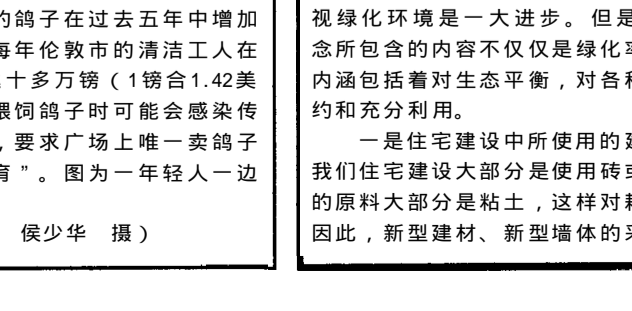 的鸽子在过去五年中增加
每年伦敦市的清洁工人在
十多万镑（1镑合1.42美
喂饲鸽子时可能会感染传
，要求广场上唯一卖鸽子
育”。图为一年轻人一边
侯少华 摄）
视绿化环境是一大进步。但是
念所包含的内容不仅仅是绿化率
内涵包括着对生态平衡，对各种
约和充分利用。
一是住宅建设中所使用的建
我们住宅建设大部分是使用砖或
的原料大部分是粘土，这样对耕
因此，新型建材、新型墙体的采